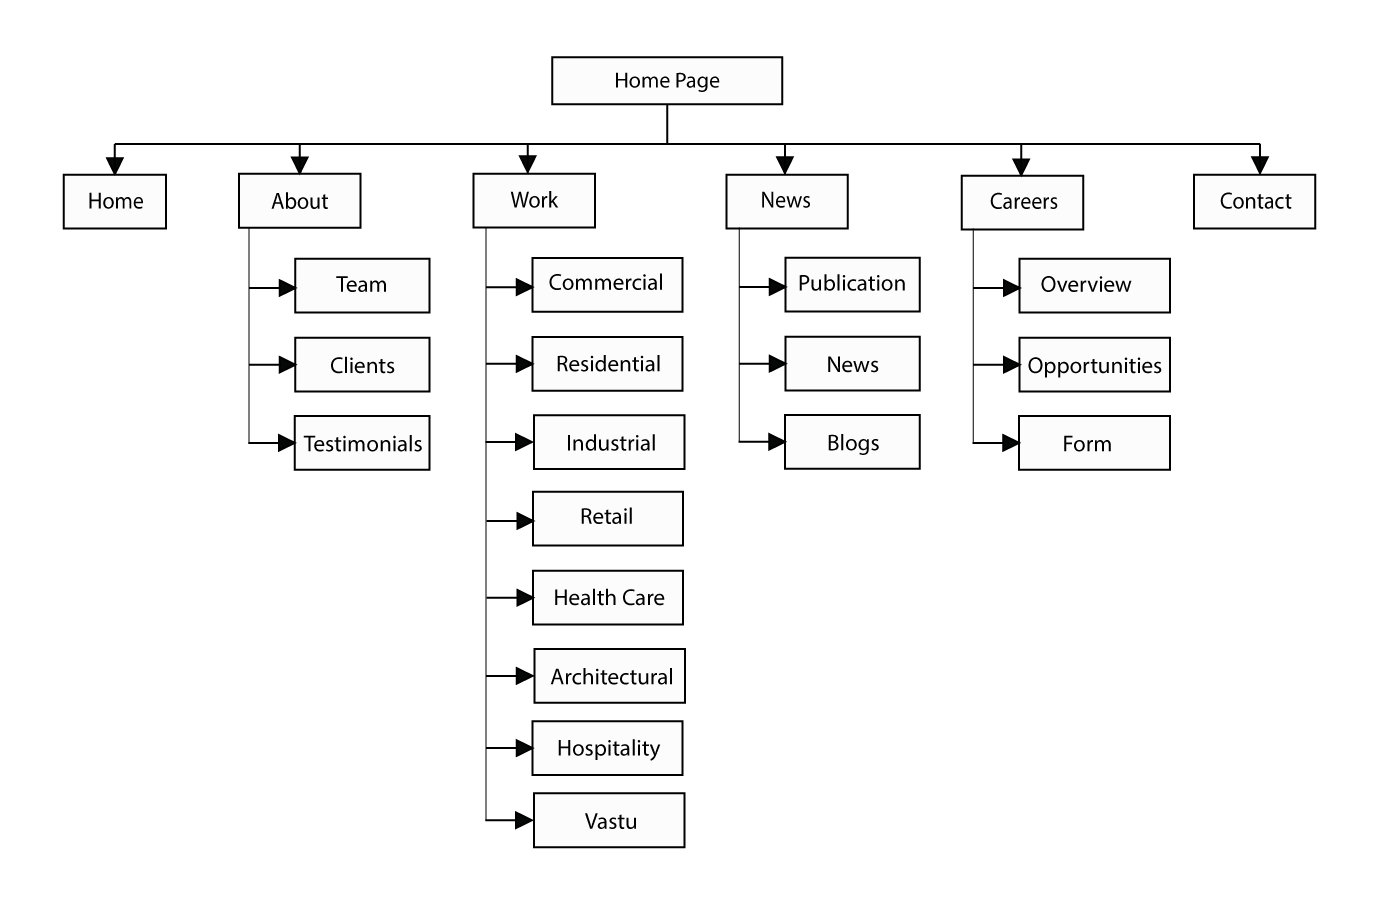 Home Page
Home
About
Work
News
Careers
Contact
Team
Clients
Testimonials
Commercial
Residential
Industrial
Retail
Health Care
Architectural
Hospitality
Vastu
Publication
News
Blogs
Overview
Opportunities
Form